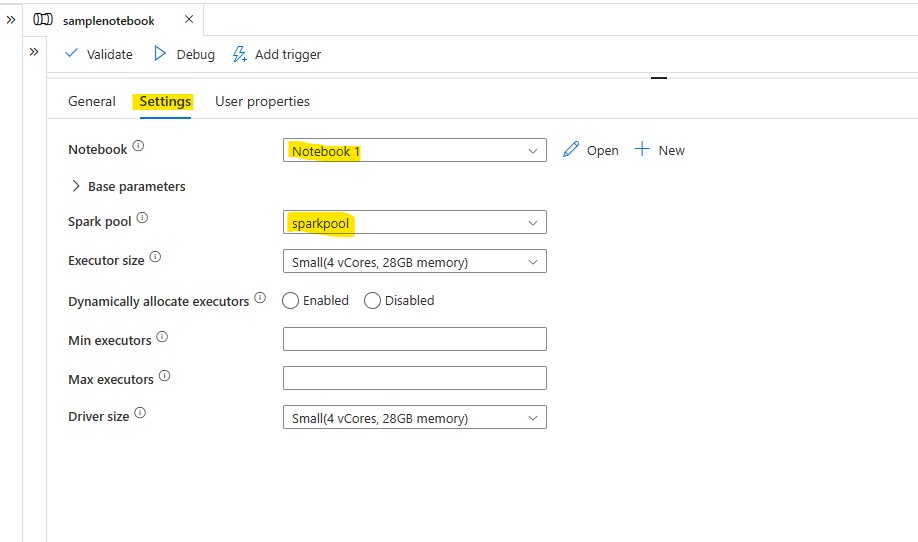 samplenotebook
Validate Debug Add trigger
General Settings User properties
Notebook Notebook 1 Open New
Base parameters
Spark pool sparkpool
Executor size Small(4 vCores, 28GB memory)
Dynamically allocate executors Enabled Disabled
Min executors
Max executors
Driver size Small(4 vCores, 28GB memory)